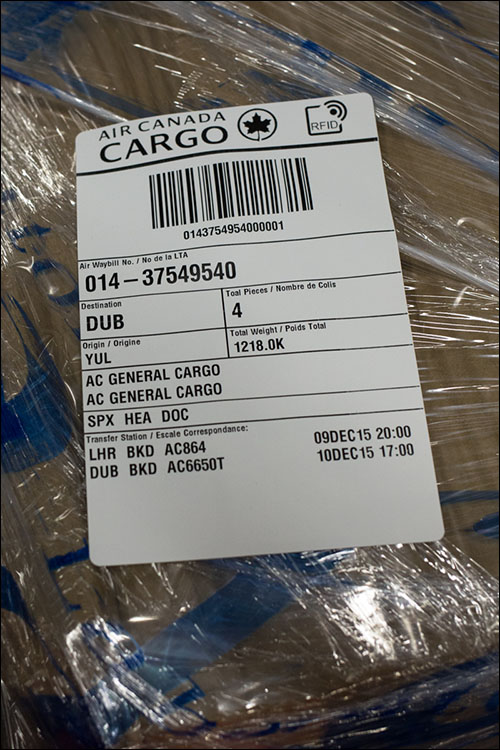 AIR CANADA
CARGO
RFID
0143754954000001
Air Waybill No. / No de la LTA
014-37549540
Destination
DUB
Toal Pieces / Nombre de Colis
4
Origin / Origine
YUL
Total Weight / Poids Total
1218.0K
AC GENERAL CARGO
AC GENERAL CARGO
SPX HEA DOC
Transfer Station / Escale Correspondance:
LHR BKD AC864 09DEC15 20:00
DUB BKD AC6650T 10DEC15 17:00